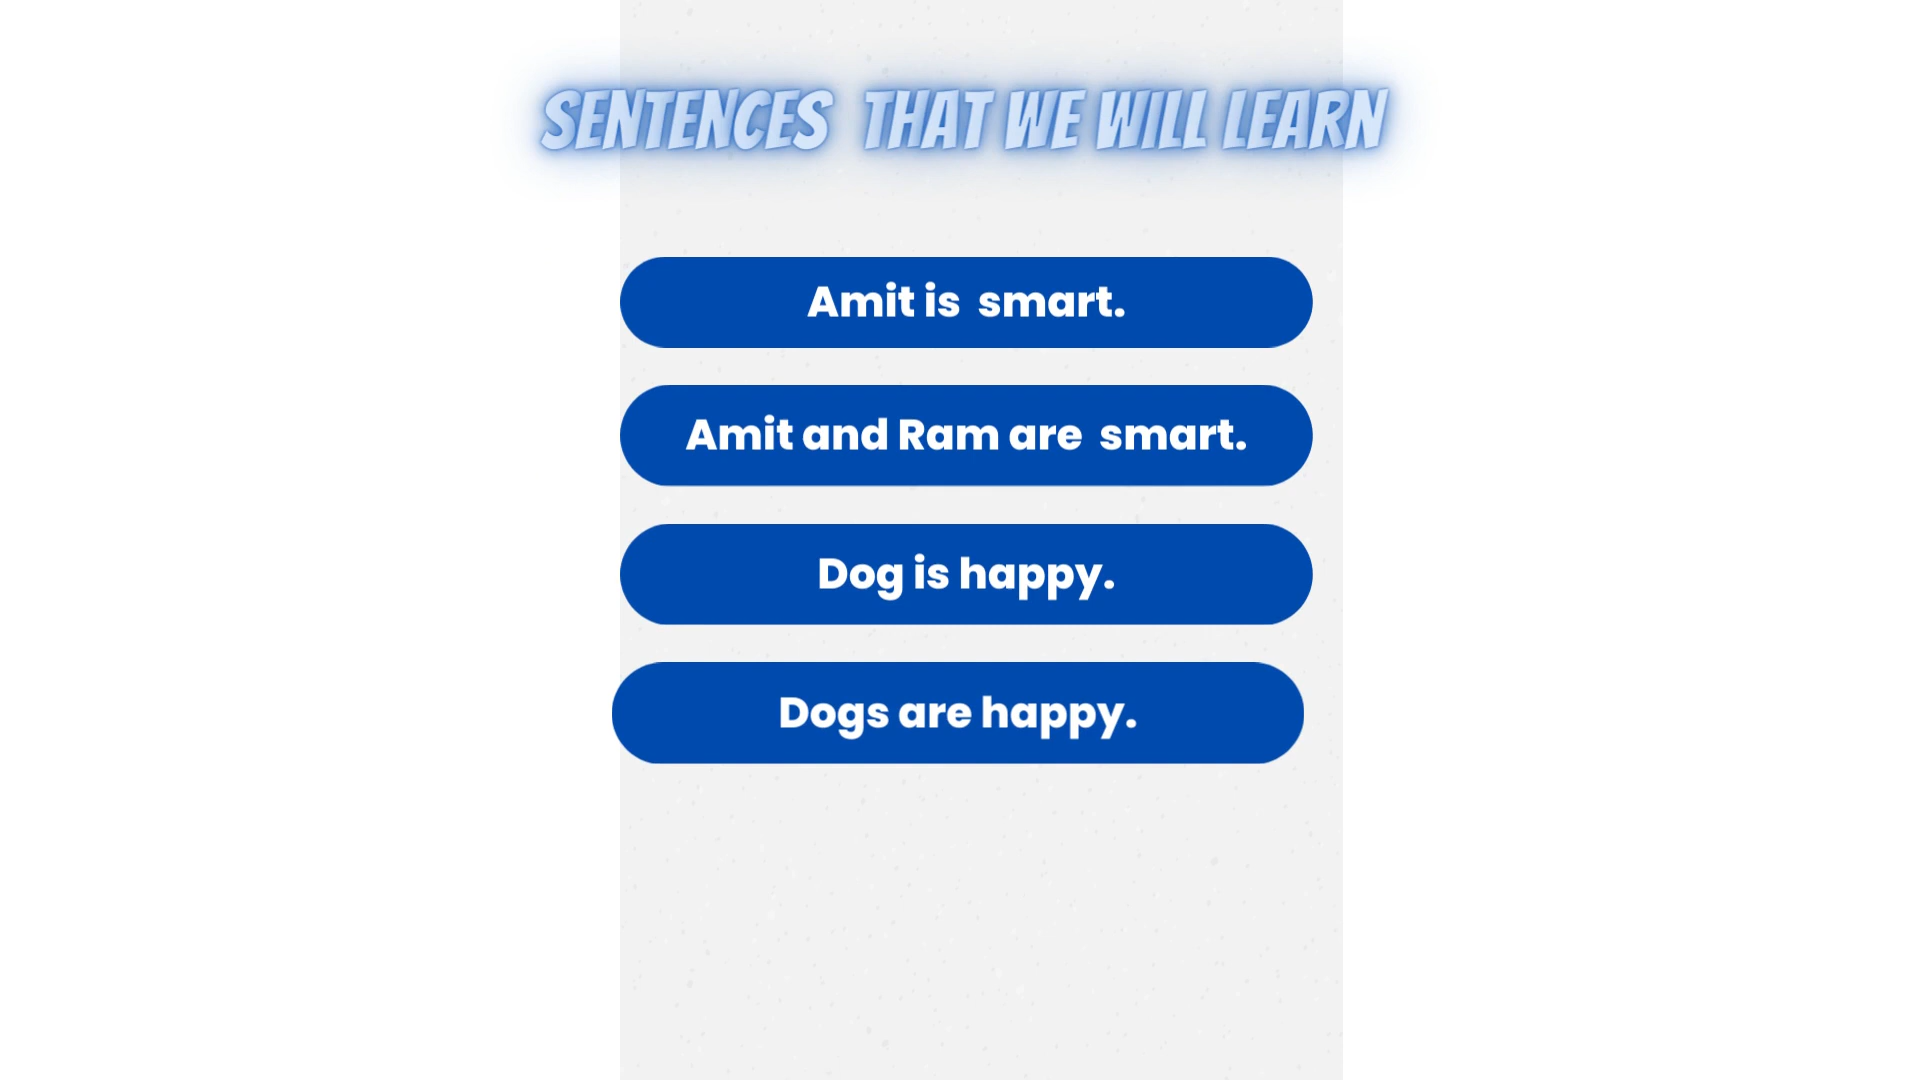 SENTENCES THAT WE WILL LEARN
Amit is smart.
Amit and Ram are smart.
Dog is happy.
Dogs are happy.